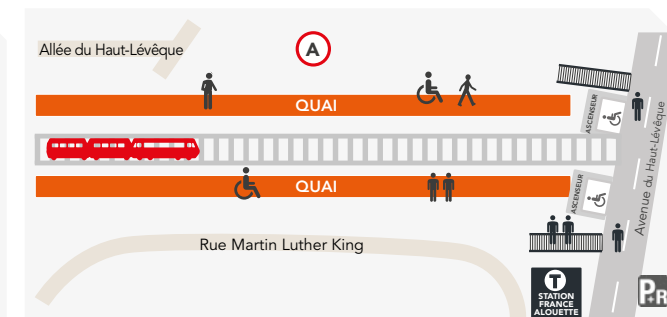 Allée du Haut-Lévêque
A
QUAI
ASCENSEUR
Avenue du Haut-Lévêque
QUAI
ASCENSEUR
Rue Martin Luther King
T
STATION
FRANCE
ALOUETTE
P+R